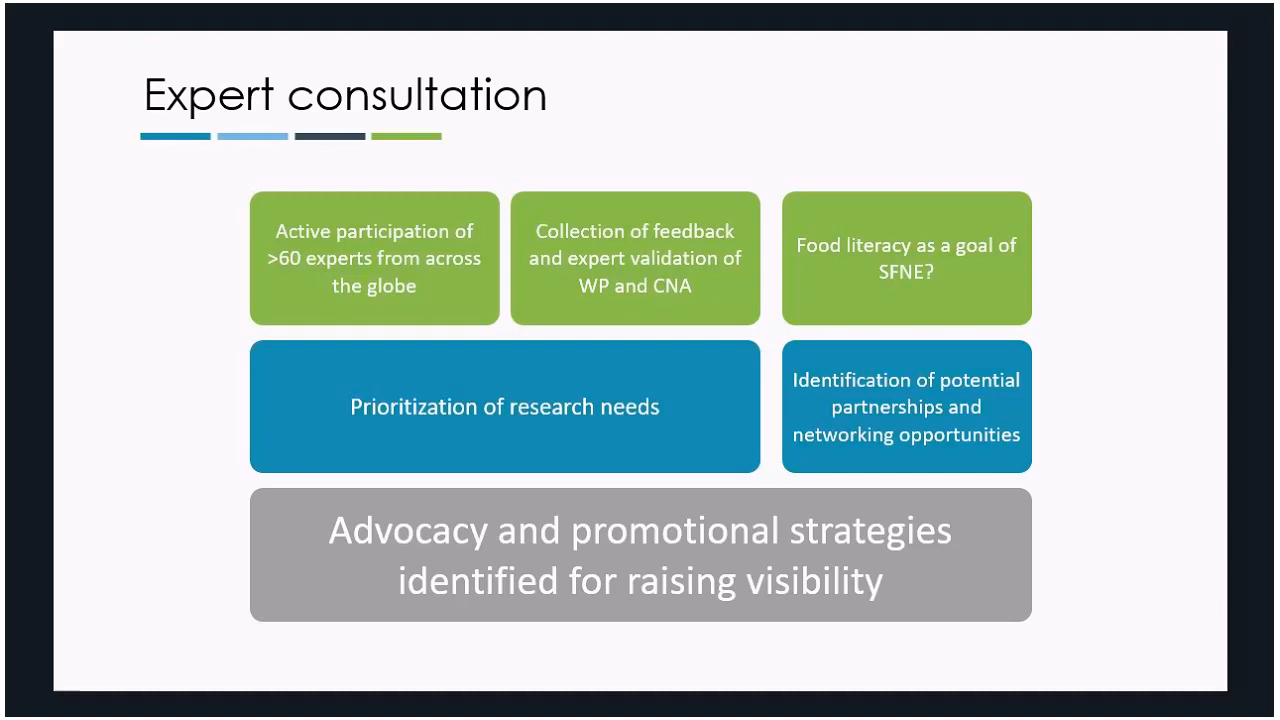 Expert consultation
Active participation of
>60 experts from across
the globe
Collection of feedback
and expert validation of
WP and CNA
Food literacy as a goal of
SFNE?
Prioritization of research needs
Identification of potential
partnerships and
networking opportunities
Advocacy and promotional strategies
identified for raising visibility